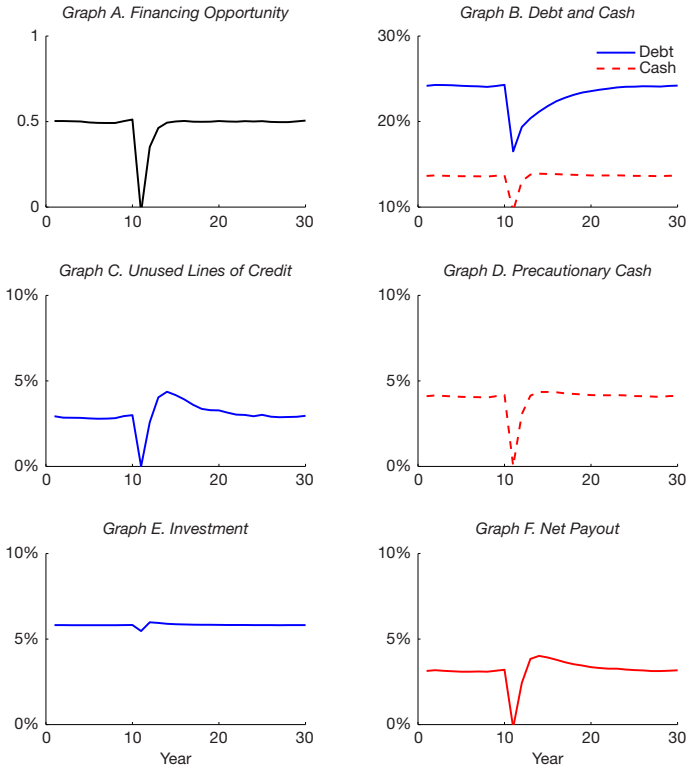 Graph A. Financing Opportunity
1
0.5
0
0 10 20 30
Graph B. Debt and Cash
30%
20%
10%
Debt
Cash
0 10 20 30
Graph C. Unused Lines of Credit
10%
5%
0%
0 10 20 30
Graph D. Precautionary Cash
10%
5%
0%
0 10 20 30
Graph E. Investment
10%
5%
0%
0 10 20 30
Year
Graph F. Net Payout
10%
5%
0%
0 10 20 30
Year